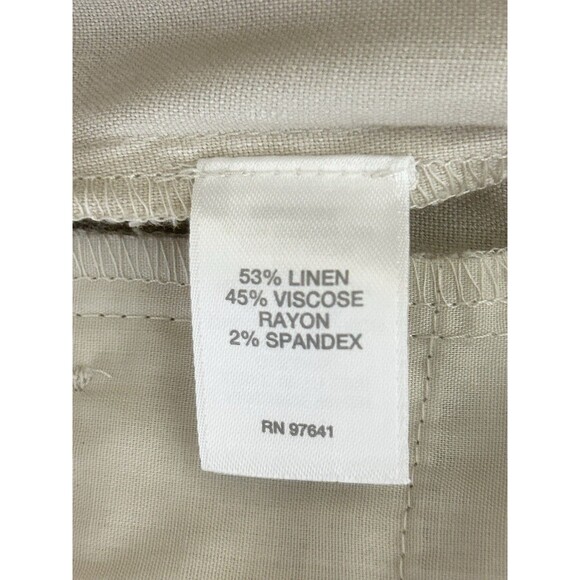 53% LINEN
45% VISCOSE
RAYON
2% SPANDEX
RN 97641